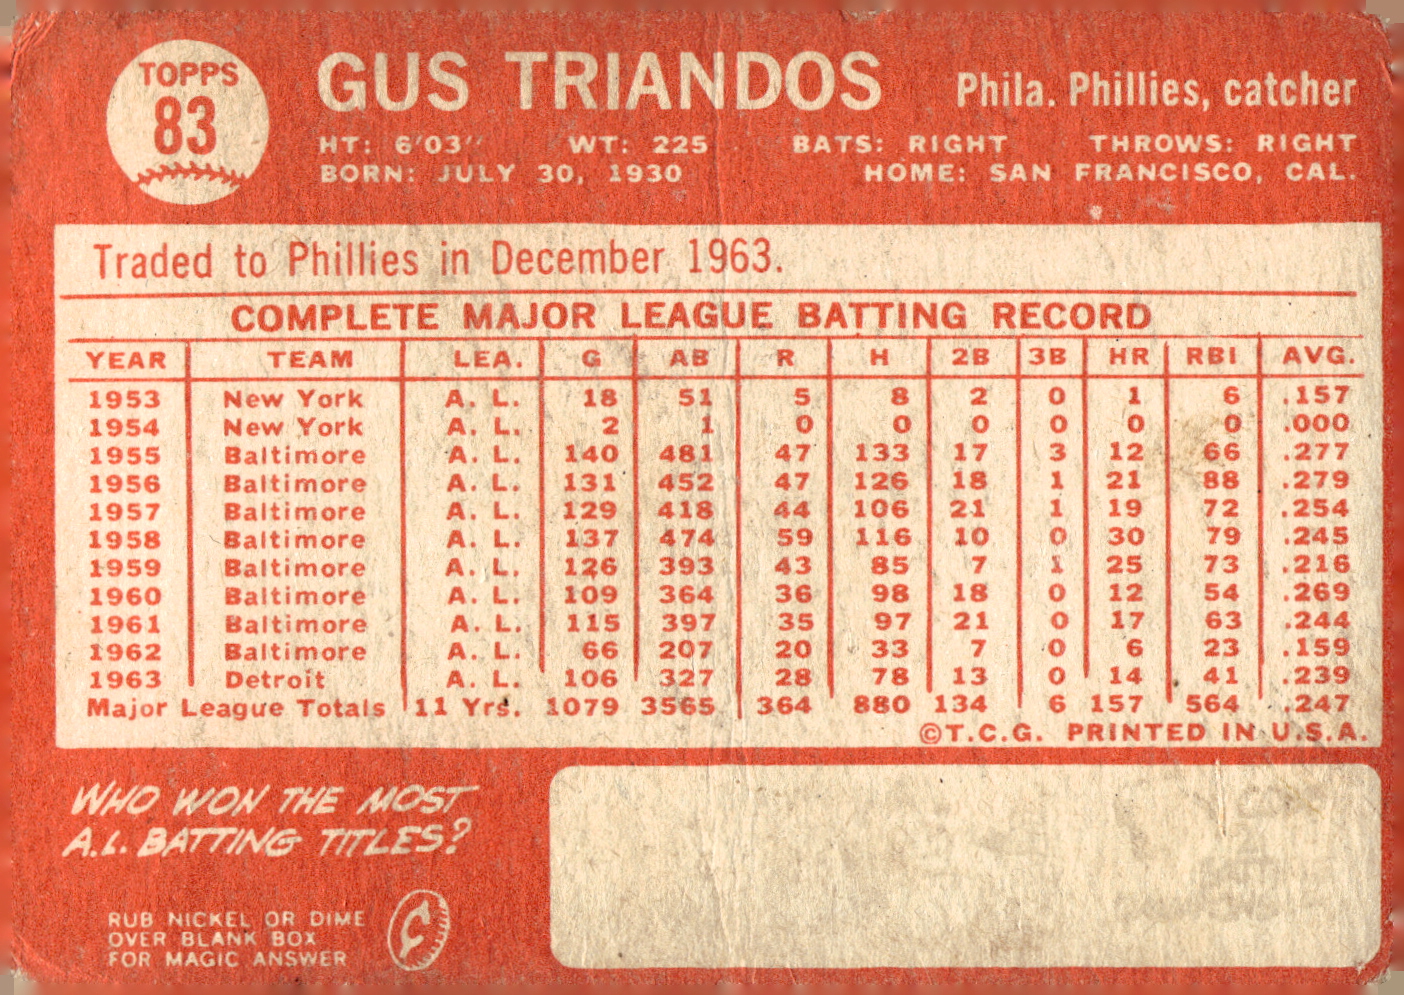 TOPPS
83
GUS TRIANDOS
Phila. Phillies, catcher
HT: 6'03" WT: 225 BATS: RIGHT THROWS: RIGHT
BORN: JULY 30, 1930 HOME: SAN FRANCISCO, CAL.
Traded to Phillies in December 1963.
COMPLETE MAJOR LEAGUE BATTING RECORD
YEAR TEAM LEA. G AB R H 2B 3B HR RBI AVG.
1953 New York A. L. 18 51 5 8 2 0 1 6 .157
1954 New York A. L. 2 1 0 0 0 0 0 0 .000
1955 Baltimore A. L. 140 481 47 133 17 3 12 66 .277
1956 Baltimore A. L. 131 452 47 126 18 1 21 88 .279
1957 Baltimore A. L. 129 418 44 106 21 1 19 72 .254
1958 Baltimore A. L. 137 474 59 116 10 0 30 79 .245
1959 Baltimore A. L. 126 393 43 85 7 1 25 73 .216
1960 Baltimore A. L. 109 364 36 98 18 0 12 54 .269
1961 Baltimore A. L. 115 397 35 97 21 0 17 63 .244
1962 Baltimore A. L. 66 207 20 33 7 0 6 23 .159
1963 Detroit A. L. 106 327 28 78 13 0 14 41 .239
Major League Totals 11 Yrs. 1079 3565 364 880 134 6 157 564 .247
©T.C.G. PRINTED IN U.S.A.
WHO WON THE MOST
A.L. BATTING TITLES?
RUB NICKEL OR DIME
OVER BLANK BOX
FOR MAGIC ANSWER
¢